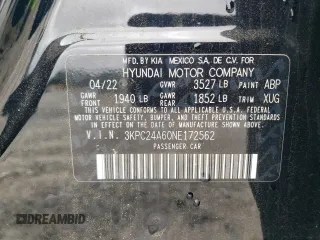 MFD.BY KIA MEXICO S.A. DE C.V. FOR
HYUNDAI MOTOR COMPANY
04/22 GVWR 3527 LB PAINT ABP
GAWR FRONT 1940 LB GAWR REAR 1852 LB TRIM XUG
THIS VEHICLE CONFORMS TO ALL APPLICABLE U.S. FEDERAL MOTOR VEHICLE
SAFETY, BUMPER, AND THEFT PREVENTION STANDARDS
IN EFFECT ON THE DATE OF MANUFACTURE SHOWN ABOVE.
V.I.N. 3KPC24A60NE172562
PASSENGER CAR
DREAMBID